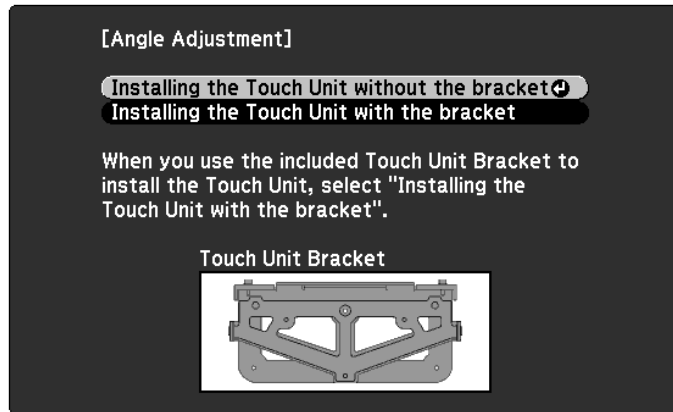 [Angle Adjustment]
Installing the Touch Unit without the bracket
Installing the Touch Unit with the bracket
When you use the included Touch Unit Bracket to
install the Touch Unit, select "Installing the
Touch Unit with the bracket".
Touch Unit Bracket